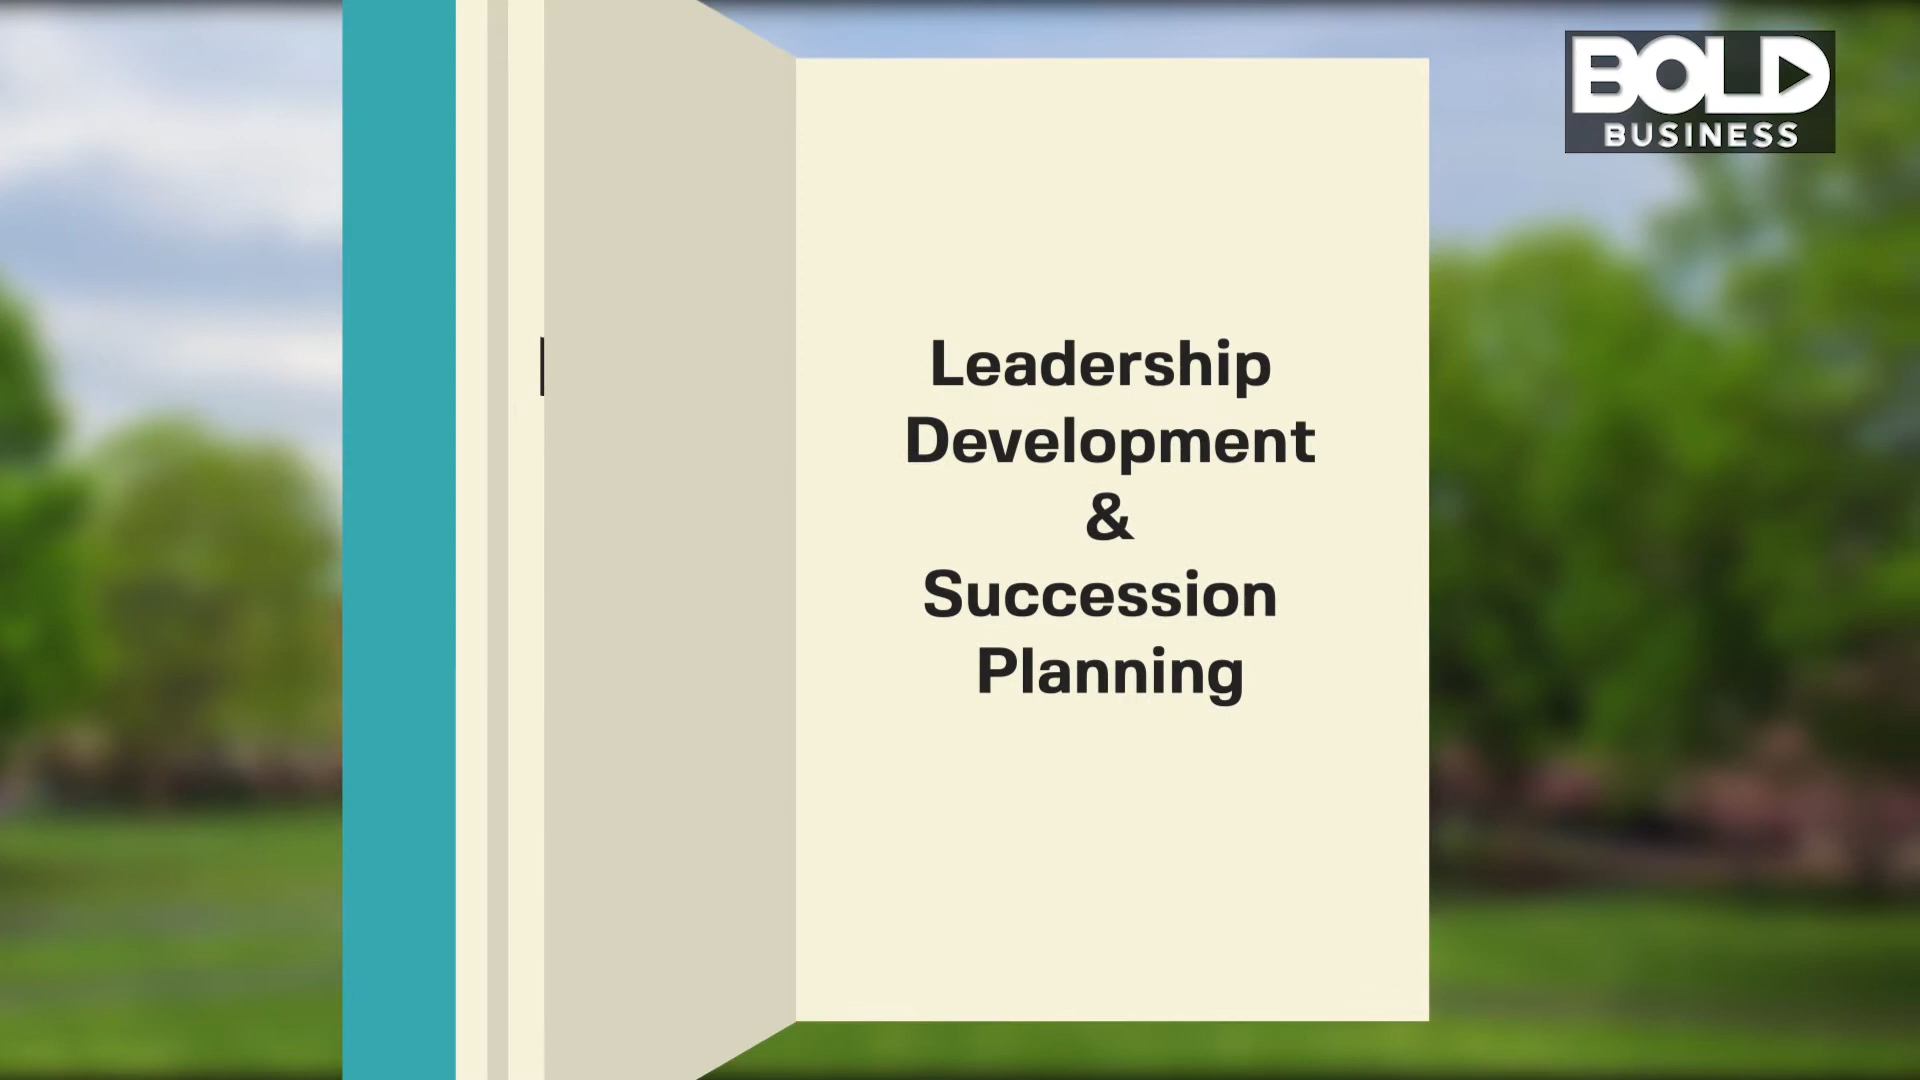 BOLD
BUSINESS
Leadership
Development
&
Succession
Planning